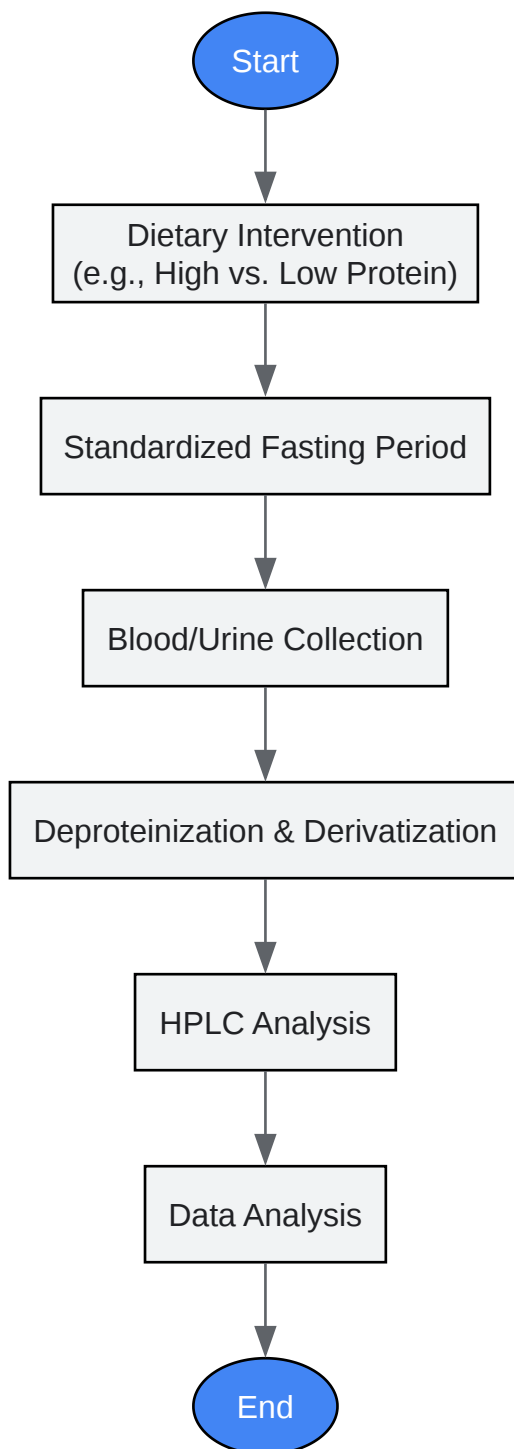 Start
Dietary Intervention
(e.g., High vs. Low Protein)
Standardized Fasting Period
Blood/Urine Collection
Deproteinization & Derivatization
HPLC Analysis
Data Analysis
End